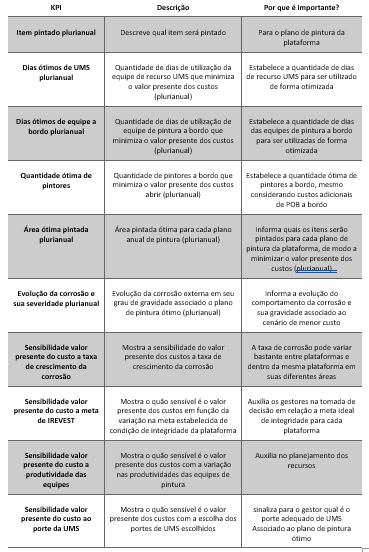 KPI Descrição Por que é importante?
Item pintado plurianual Descreve qual item será pintado Para o plano de pintura da
plataforma
Dias ótimos de UMS
plurianual
Quantidade de dias de utilização da
equipe de recurso UMS que minimiza
o valor presente dos custos
(plurianual)
Estabelece a quantidade de dias
de recurso UMS para ser utilizado
de forma otimizada
Dias ótimos de equipe a
bordo plurianual
Quantidade de dias de utilização de
equipe de pintura a bordo que
minimiza o valor presente dos custos
(plurianual)
Estabelece a quantidade de dias
das equipes de pintura a bordo
para ser utilizadas de forma
otimizada
Quantidade ótima de
pintores
Quantidade de pintores a bordo que
minimiza o valor presente dos custos
abrir (plurianual)
Estabelece a quantidade ótima de
pintores a bordo, mesmo
considerando custos adicionais
de POB a bordo
Área ótima pintada
plurianual
Área pintada ótima para cada plano
anual de pintura (plurianual)
Informa quais os itens serão
pintados para cada plano de
pintura da plataforma, de modo a
minimizar o valor presente dos
custos (plurianual)..
Evolução da corrosão e
sua severidade plurianual
Evolução da corrosão externa em seu
grau de gravidade associado o plano
de pintura ótimo (plurianual)
Informa a evolução do
comportamento da corrosão e
sua gravidade associado ao
cenário de menor custo
Sensibilidade valor
presente do custo a taxa
de crescimento da
corrosão
Mostra a sensibilidade do valor
presente dos custos a taxa de
crescimento da corrosão
A taxa de corrosão pode variar
bastante entre plataformas e
dentro da mesma plataforma em
suas diferentes áreas
Sensibilidade valor
presente do custo a meta
de IREVEST
Mostra o quão sensível é o valor
presente dos custos em função da
variação na meta estabelecida de
condição de integridade da plataforma
Auxilia os gestores na tomada de
decisão em relação a meta ideal
de integridade para cada
plataforma
Sensibilidade valor
presente do custo a
produtividade das
equipes
Mostra o quão sensível é o valor
presente dos custos com a variação
nas produtividades das equipes de
pintura
Auxilia no planejamento dos
recursos
Sensibilidade valor
presente do custo ao
porte da UMS
Mostra o quão sensível é o valor
presente dos custos com a escolha dos
portes de UMS escolhidos
sinaliza para o gestor qual é o
porte adequado de UMS
Associado ao plano de pintura
ótimo